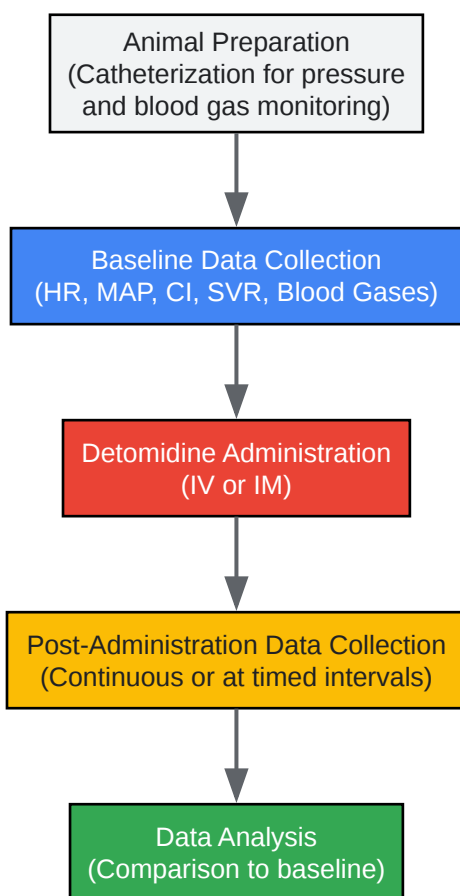 Animal Preparation
(Catheterization for pressure
and blood gas monitoring)
Baseline Data Collection
(HR, MAP, CI, SVR, Blood Gases)
Detomidine Administration
(IV or IM)
Post-Administration Data Collection
(Continuous or at timed intervals)
Data Analysis
(Comparison to baseline)